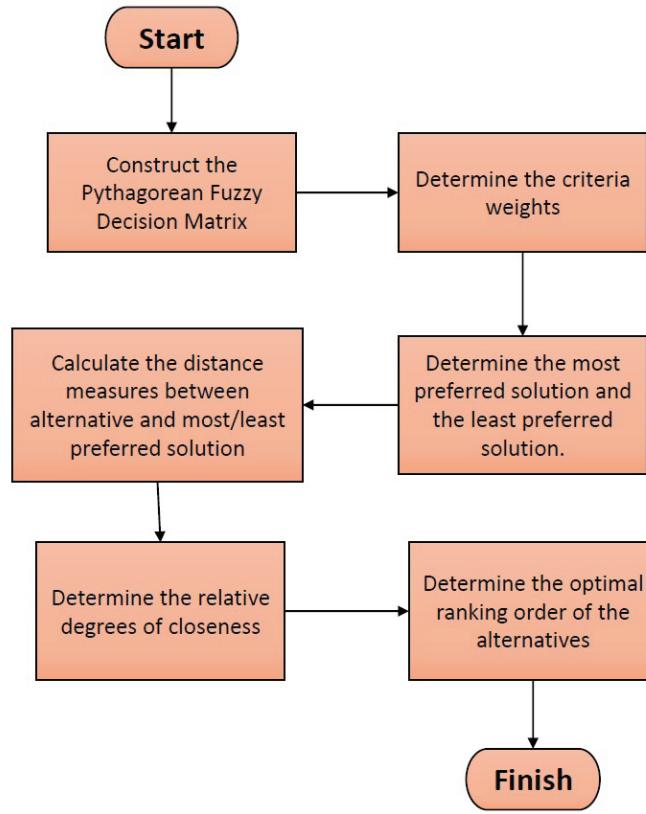 Start
Construct the
Pythagorean Fuzzy
Decision Matrix
Determine the criteria
weights
Determine the most
preferred solution and
the least preferred
solution.
Calculate the distance
measures between
alternative and most/least
preferred solution
Determine the relative
degrees of closeness
Determine the optimal
ranking order of the
alternatives
Finish